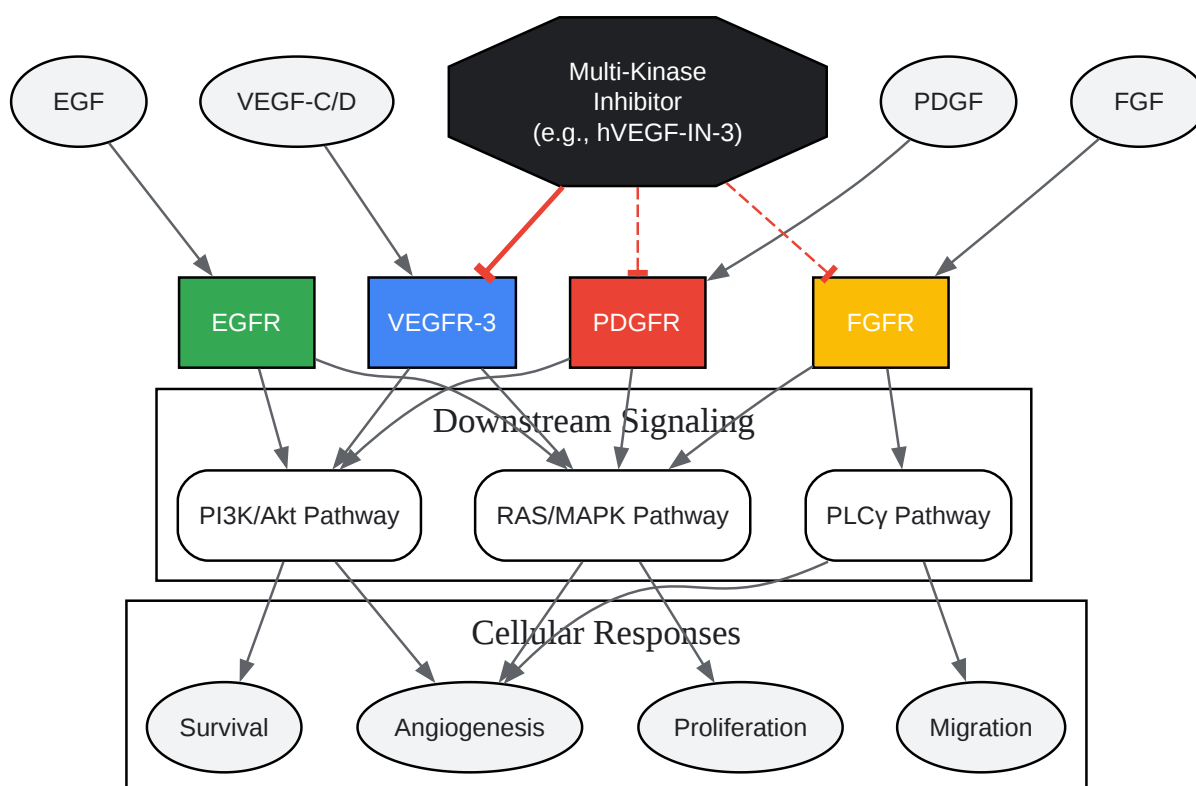 EGF
VEGF-C/D
Multi-Kinase
Inhibitor
(e.g., hVEGF-IN-3)
PDGF
FGF
EGFR
VEGFR-3
PDGFR
FGFR
Downstream Signaling
PI3K/Akt Pathway
RAS/MAPK Pathway
PLCγ Pathway
Cellular Responses
Survival
Angiogenesis
Proliferation
Migration